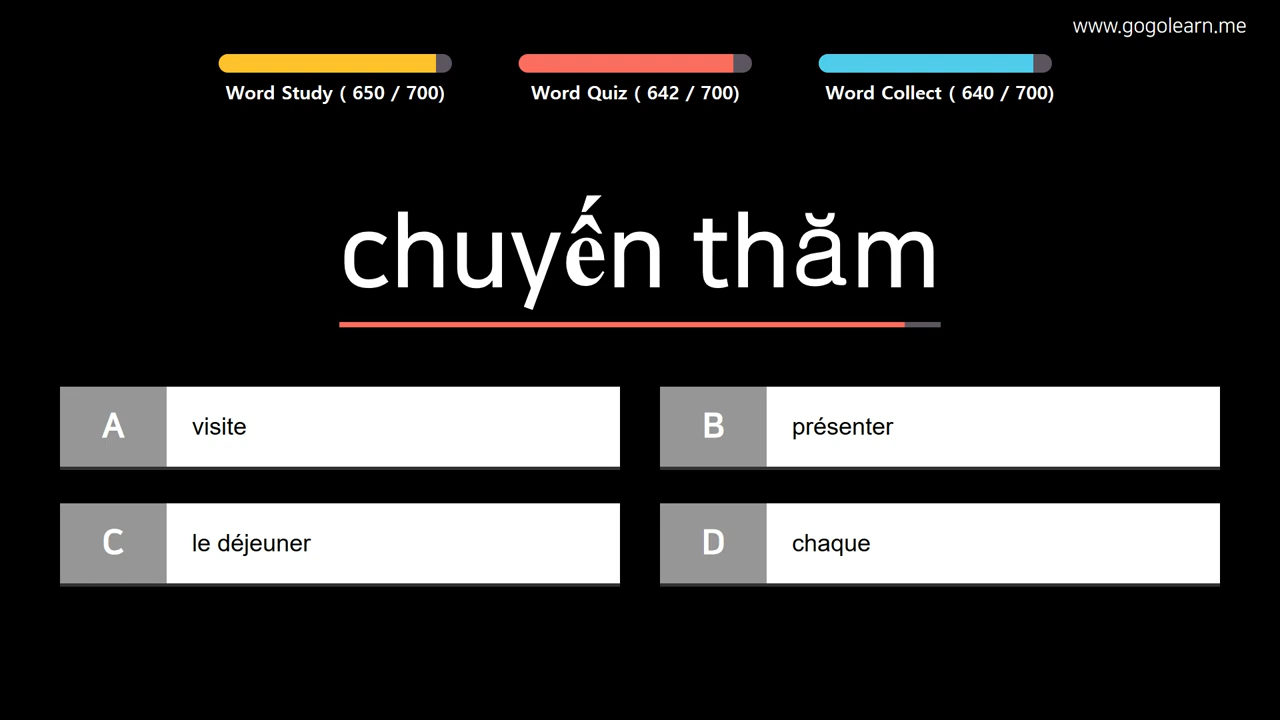 www.gogolearn.me
Word Study ( 650 / 700)
Word Quiz ( 642 / 700)
Word Collect ( 640 / 700)
chuyến thăm
A visite
B présenter
C le déjeuner
D chaque